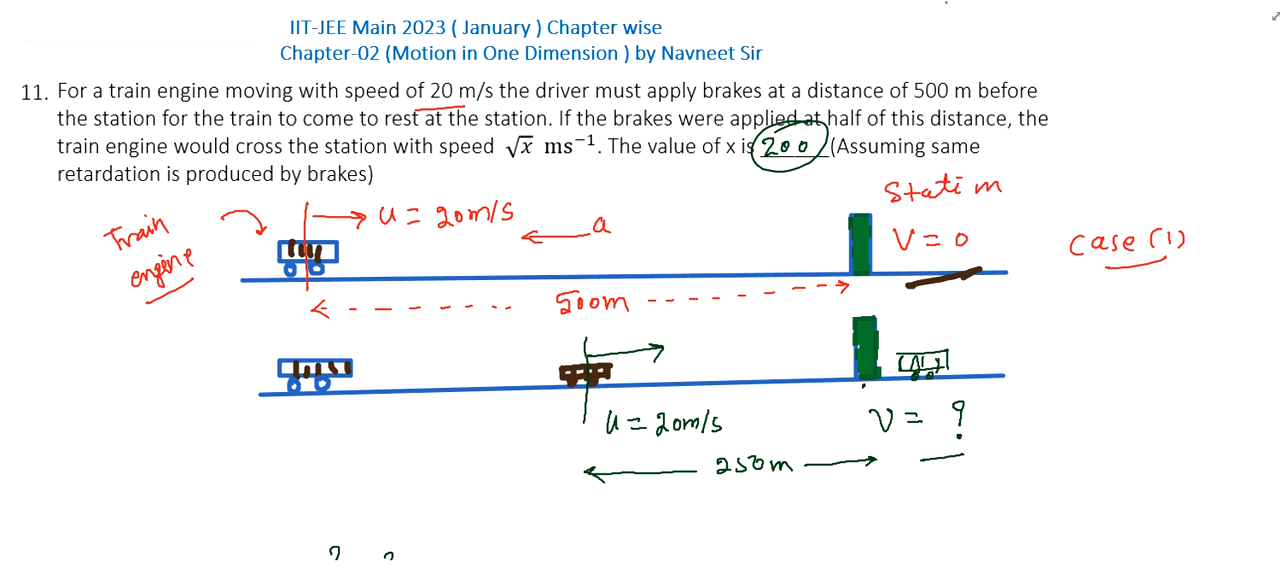 IIT-JEE Main 2023 ( January ) Chapter wise
Chapter-02 (Motion in One Dimension ) by Navneet Sir
11. For a train engine moving with speed of 20 m/s the driver must apply brakes at a distance of 500 m before
the station for the train to come to rest at the station. If the brakes were applied at half of this distance, the
train engine would cross the station with speed √x ms⁻¹. The value of x is 200 (Assuming same
retardation is produced by brakes)
Station
Train
engine
u = 20m/s
a
V = 0
Case (1)
500m
u = 20m/s
v = ?
250m